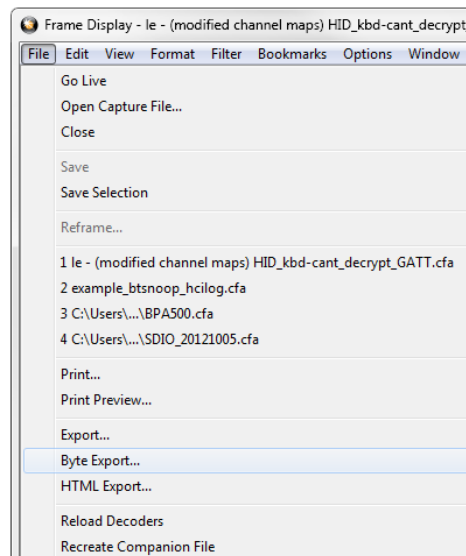 Frame Display - le - (modified channel maps) HID_kbd-cant_decrypt_
File Edit View Format Filter Bookmarks Options Window
Go Live
Open Capture File...
Close
Save
Save Selection
Reframe...
1 le - (modified channel maps) HID_kbd-cant_decrypt_GATT.cfa
2 example_btsnoop_hcilog.cfa
3 C:\Users\...\BPA500.cfa
4 C:\Users\...\SDIO_20121005.cfa
Print...
Print Preview...
Export...
Byte Export...
HTML Export...
Reload Decoders
Recreate Companion File